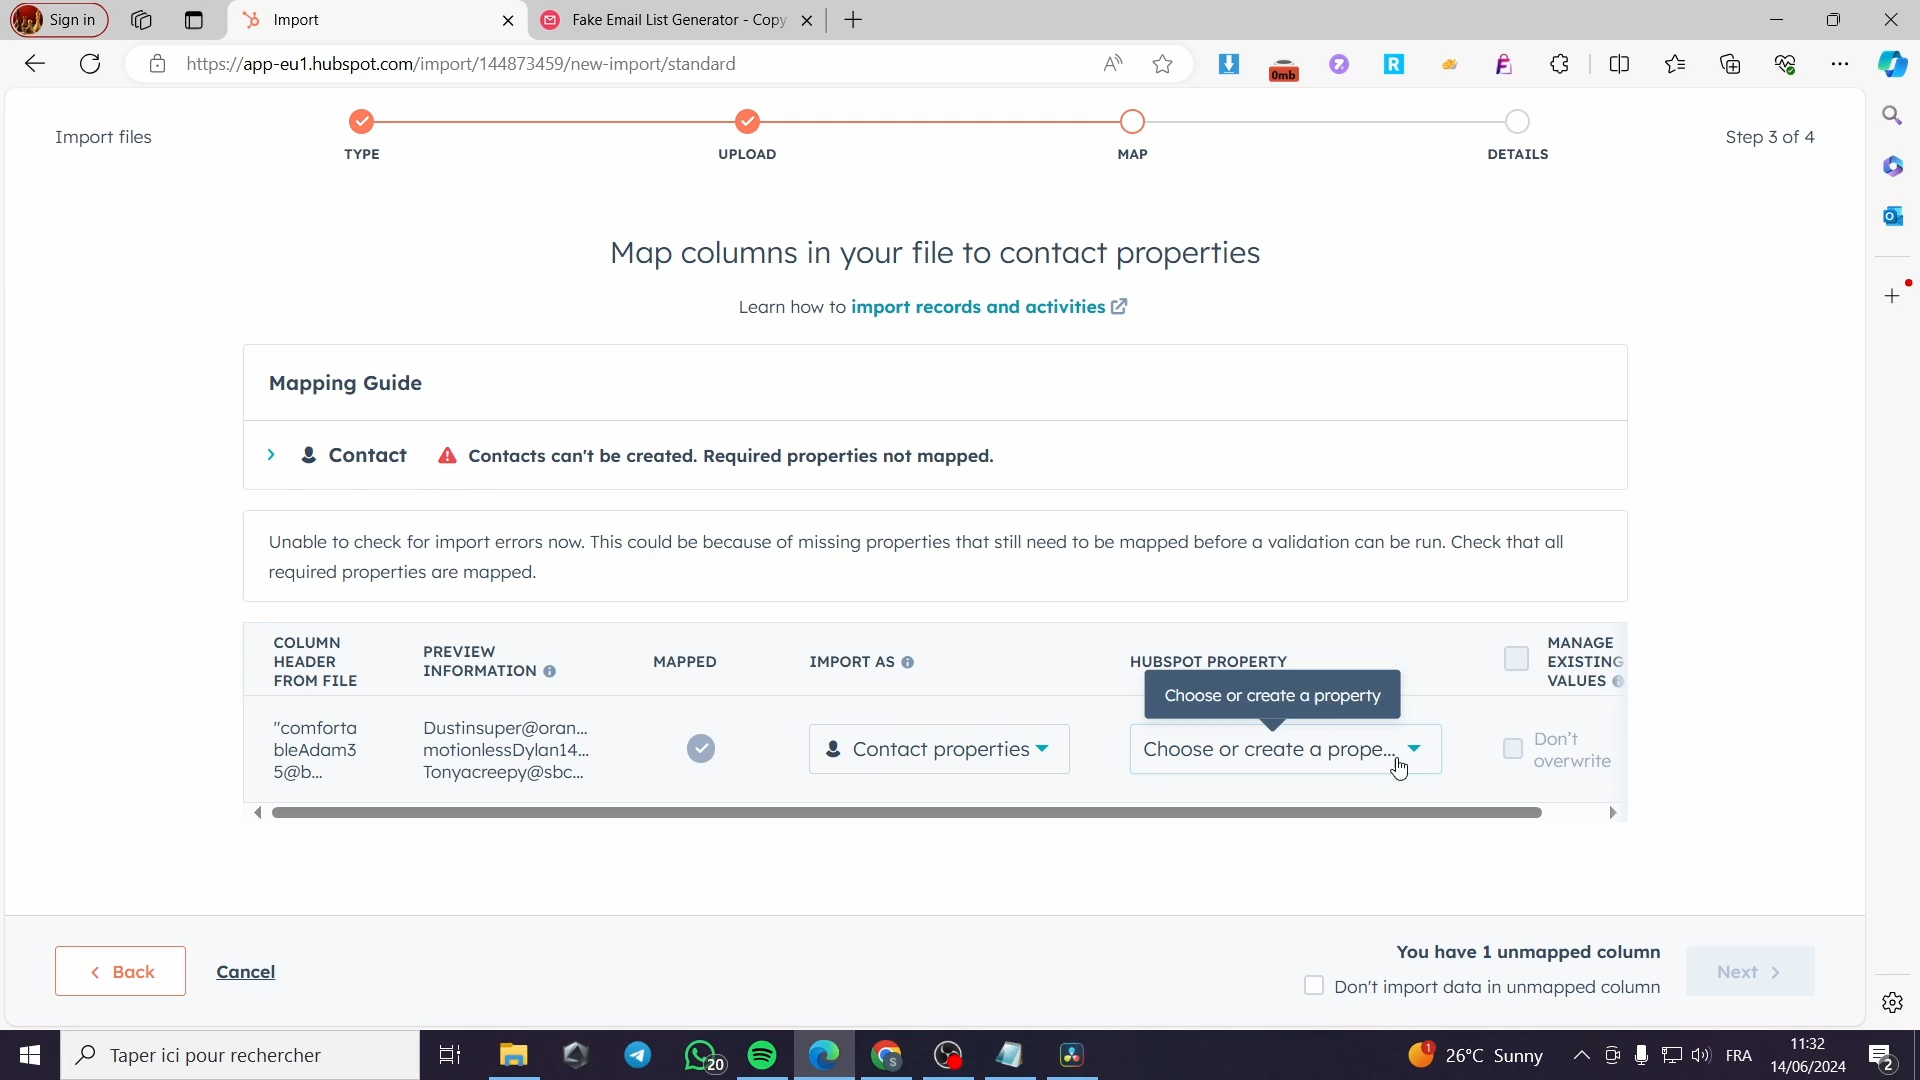 Sign in
Import
Fake Email List Generator - Copy
https://app-eu1.hubspot.com/import/144873459/new-import/standard
0mb
Import files
TYPE
UPLOAD
MAP
DETAILS
Step 3 of 4
Map columns in your file to contact properties
Learn how to import records and activities
Mapping Guide
Contact
Contacts can't be created. Required properties not mapped.
Unable to check for import errors now. This could be because of missing properties that still need to be mapped before a validation can be run. Check that all
required properties are mapped.
COLUMN
HEADER
FROM FILE
PREVIEW
INFORMATION
MAPPED
IMPORT AS
HUBSPOT PROPERTY
MANAGE
EXISTING
VALUES
Choose or create a property
"comforta
bleAdam3
5@b...
Dustinsuper@oran...
motionlessDylan14...
Tonyacreepy@sbc...
Contact properties
Choose or create a prope...
Don't
overwrite
Back
Cancel
You have 1 unmapped column
Don't import data in unmapped column
Next
Taper ici pour rechercher
20
1
26°C Sunny
FRA
11:32
14/06/2024
2